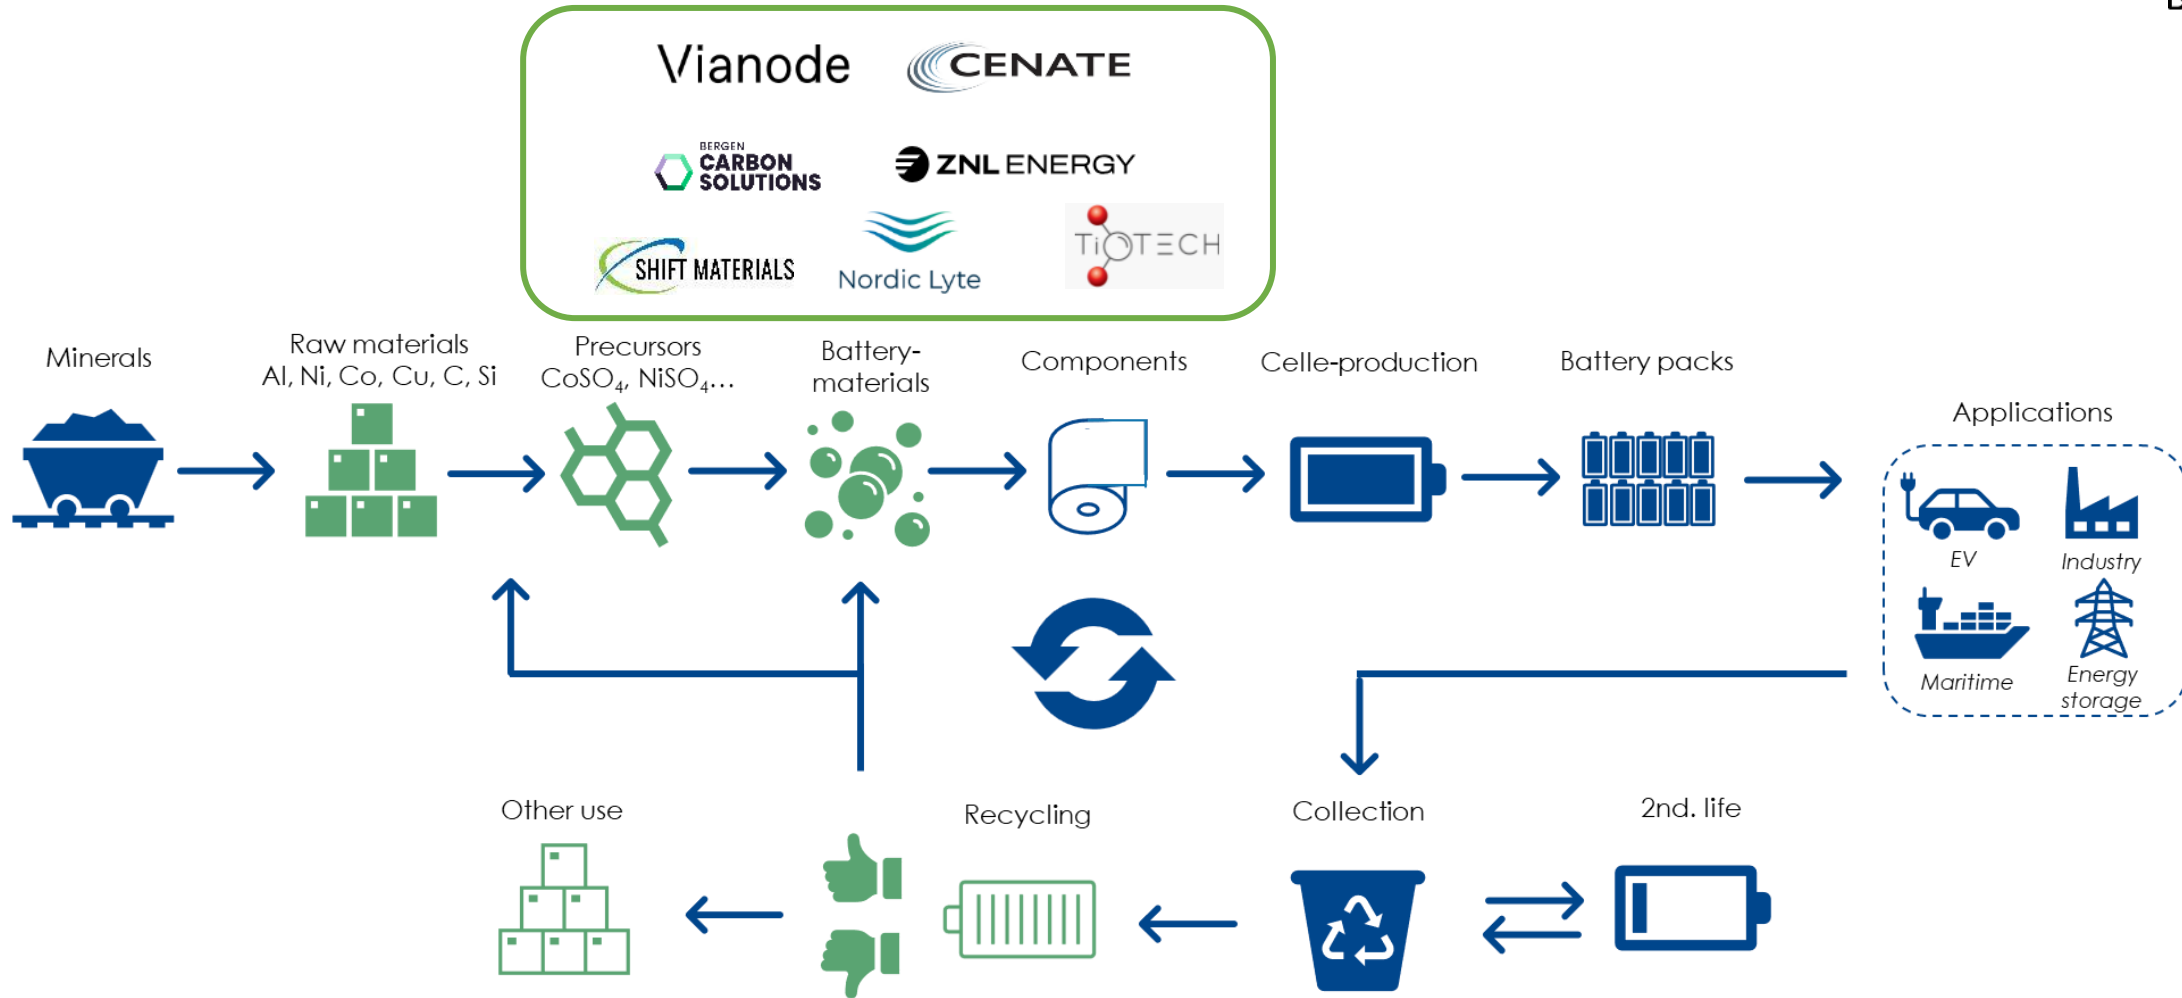 Vianode
CENATE
BERGEN
CARBON
SOLUTIONS
ZNL ENERGY
SHIFT MATERIALS
Nordic Lyte
TiOTECH
Minerals
Raw materials
Al, Ni, Co, Cu, C, Si
Precursors
CoSO₄, NiSO₄...
Battery-
materials
Components
Celle-production
Battery packs
Applications
EV
Industry
Maritime
Energy
storage
Other use
Recycling
Collection
2nd. life